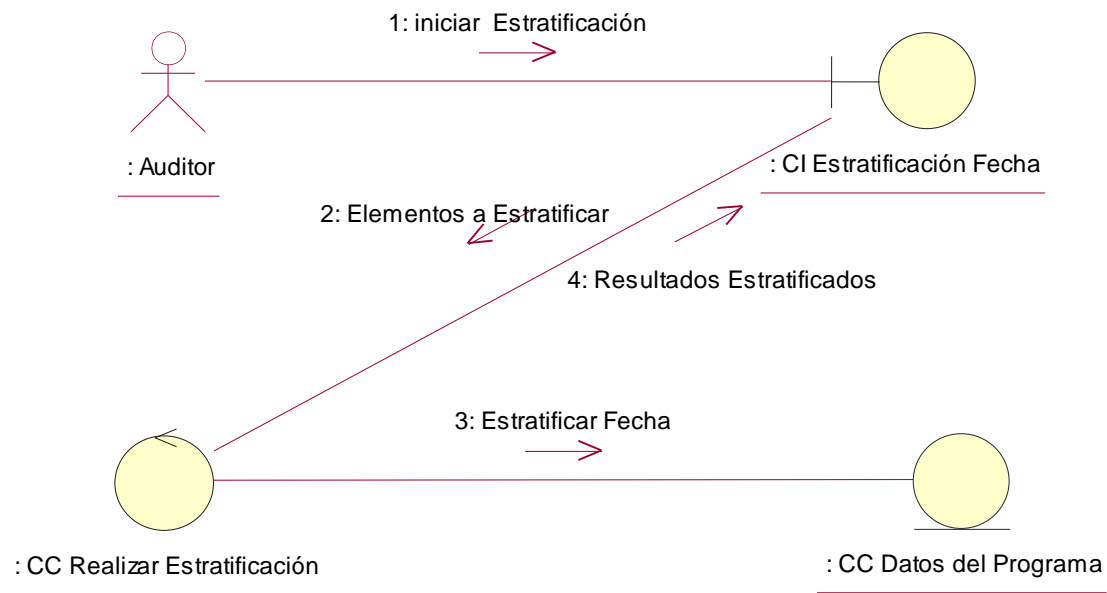 1: iniciar Estratificación
: Auditor
: CI Estratificación Fecha
2: Elementos a Estratificar
4: Resultados Estratificados
3: Estratificar Fecha
: CC Realizar Estratificación
: CC Datos del Programa